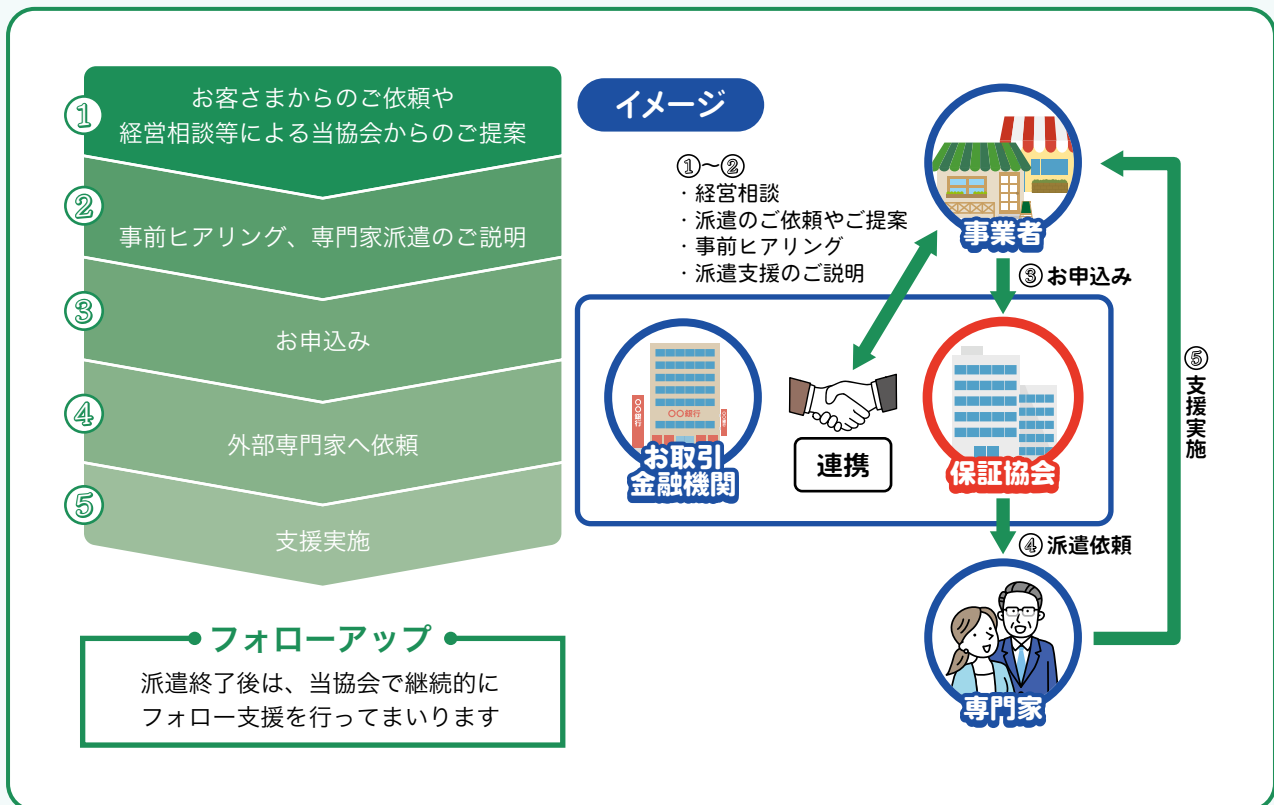 ①
お客さまからのご依頼や
経営相談等による当協会からのご提案
②
事前ヒアリング、専門家派遣のご説明
③
お申込み
④
外部専門家へ依頼
⑤
支援実施
フォローアップ
派遣終了後は、当協会で継続的に
フォロー支援を行ってまいります
イメージ
①〜②
・経営相談
・派遣のご依頼やご提案
・事前ヒアリング
・派遣支援のご説明
事業者
③お申込み
〇〇銀行
〇〇銀行
お取引
金融機関
連携
保証協会
④派遣依頼
専門家
⑤支援実施